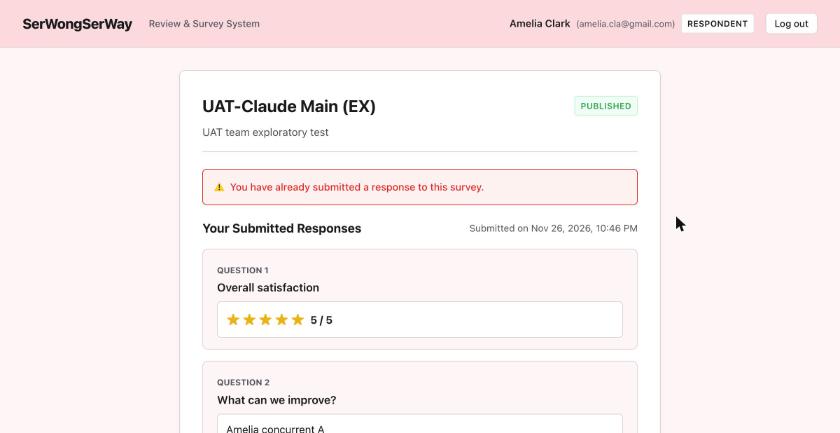 SerWongSerWay Review & Survey System Amelia Clark (amelia.cla@gmail.com) RESPONDENT Log out
UAT-Claude Main (EX) PUBLISHED
UAT team exploratory test
You have already submitted a response to this survey.
Your Submitted Responses Submitted on Nov 26, 2026, 10:46 PM
QUESTION 1
Overall satisfaction
5 / 5
QUESTION 2
What can we improve?
Amelia concurrent A